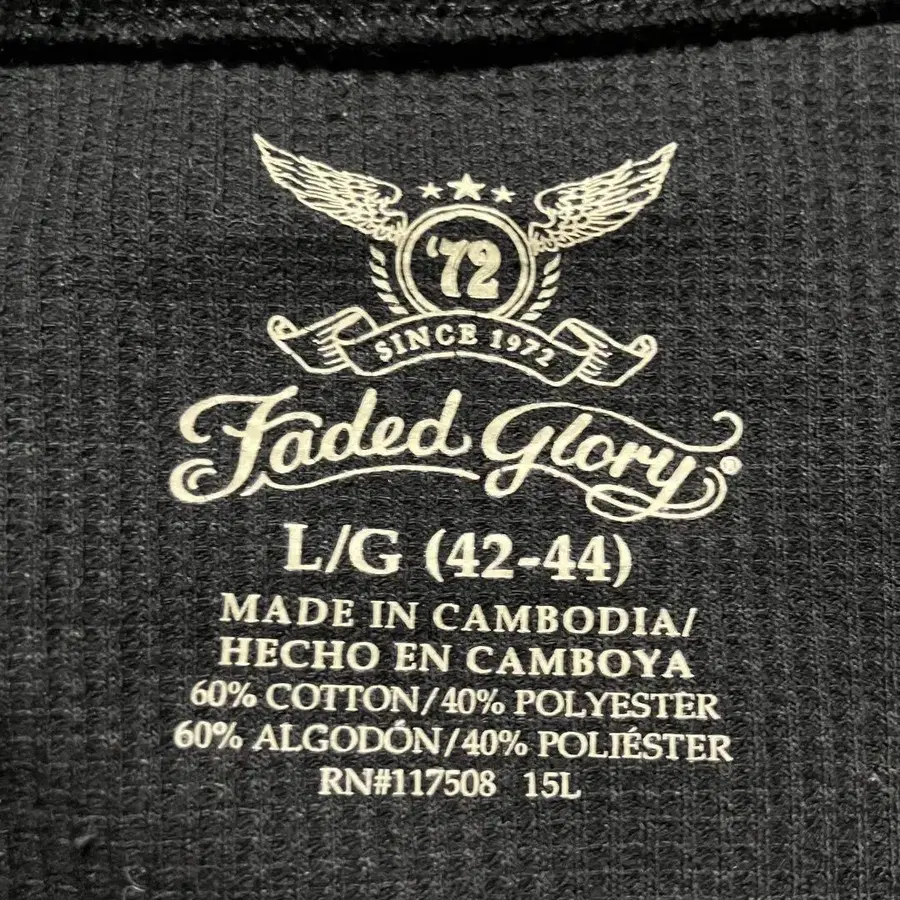 '72
SINCE 1972
Faded Glory®
L/G (42-44)
MADE IN CAMBODIA/
HECHO EN CAMBOYA
60% COTTON/40% POLYESTER
60% ALGODÓN/40% POLIÉSTER
RN#117508 15L